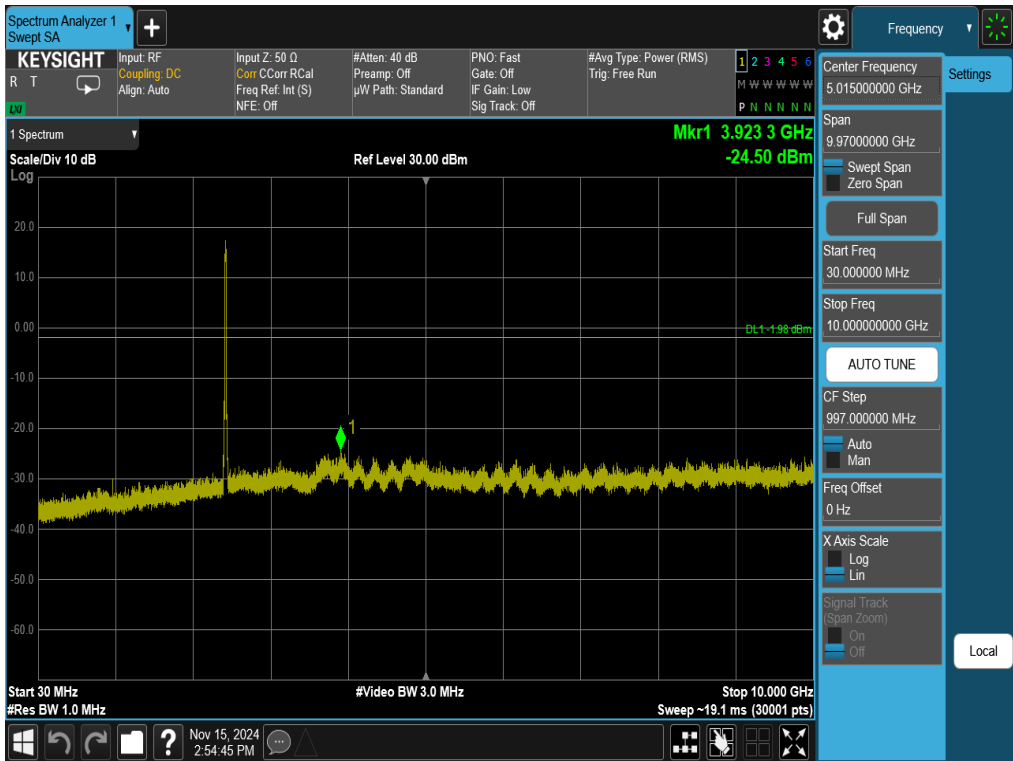 Spectrum Analyzer 1
Swept SA
Frequency
KEYSIGHT
R T
LXI
Input: RF
Coupling: DC
Align: Auto
Input Z: 50 Ω
Corr CCorr RCal
Freq Ref: Int (S)
NFE: Off
#Atten: 40 dB
Preamp: Off
µW Path: Standard
PNO: Fast
Gate: Off
IF Gain: Low
Sig Track: Off
#Avg Type: Power (RMS)
Trig: Free Run
1 2 3 4 5 6
M W W W W W
P N N N N N
1 Spectrum
Scale/Div 10 dB
Log
Ref Level 30.00 dBm
Mkr1 3.923 3 GHz
-24.50 dBm
20.0
10.0
0.00
DL1 -1.98 dBm
-10.0
-20.0
1
-30.0
-40.0
-50.0
-60.0
Start 30 MHz
#Res BW 1.0 MHz
#Video BW 3.0 MHz
Stop 10.000 GHz
Sweep ~19.1 ms (30001 pts)
Center Frequency
5.015000000 GHz
Settings
Span
9.97000000 GHz
Swept Span
Zero Span
Full Span
Start Freq
30.000000 MHz
Stop Freq
10.000000000 GHz
AUTO TUNE
CF Step
997.000000 MHz
Auto
Man
Freq Offset
0 Hz
X Axis Scale
Log
Lin
Signal Track
(Span Zoom)
On
Off
Local
?
Nov 15, 2024
2:54:45 PM